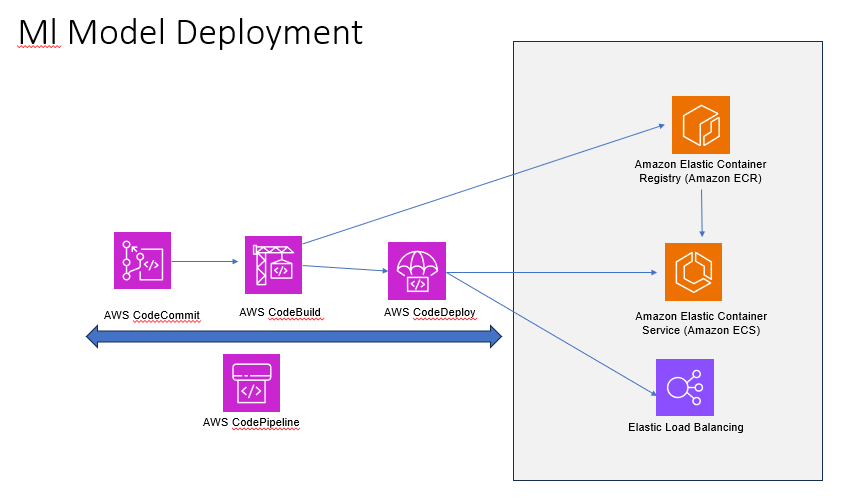 Ml Model Deployment
Amazon Elastic Container
Registry (Amazon ECR)
AWS CodeCommit
AWS CodeBuild
AWS CodeDeploy
Amazon Elastic Container
Service (Amazon ECS)
AWS CodePipeline
Elastic Load Balancing